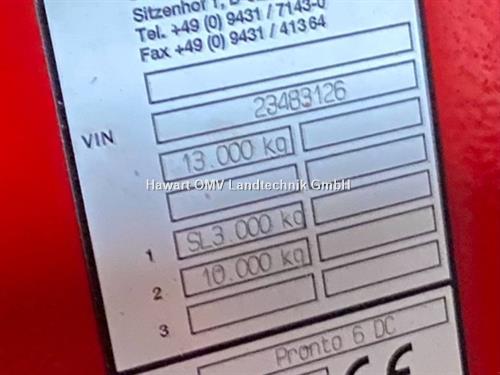 Sitzenhof 1, D-
Tel. +49 (0) 9431 / 7143-0
Fax +49 (0) 9431 / 41364
VIN 23483126
13.000 kg
Hawart OMV Landtechnik GmbH
1 SL3.000 kg
2 10.000 kg
3
Pronto 6 DC
CE